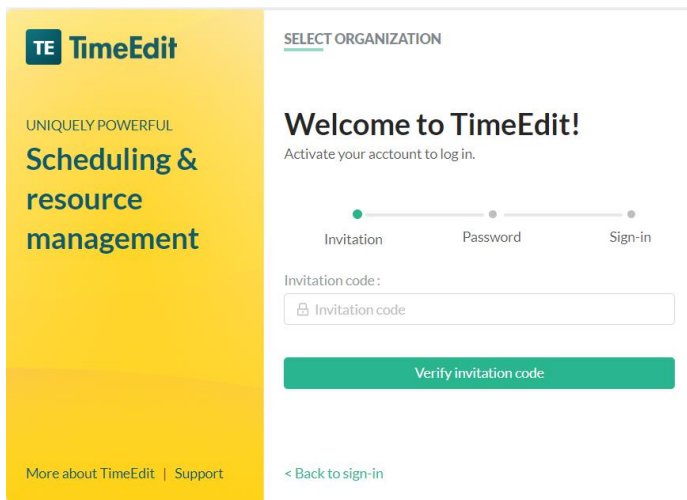 TE TimeEdit
UNIQUELY POWERFUL
Scheduling &
resource
management
More about TimeEdit | Support
SELECT ORGANIZATION
Welcome to TimeEdit!
Activate your acctount to log in.
Invitation Password Sign-in
Invitation code :
Invitation code
Verify invitation code
< Back to sign-in